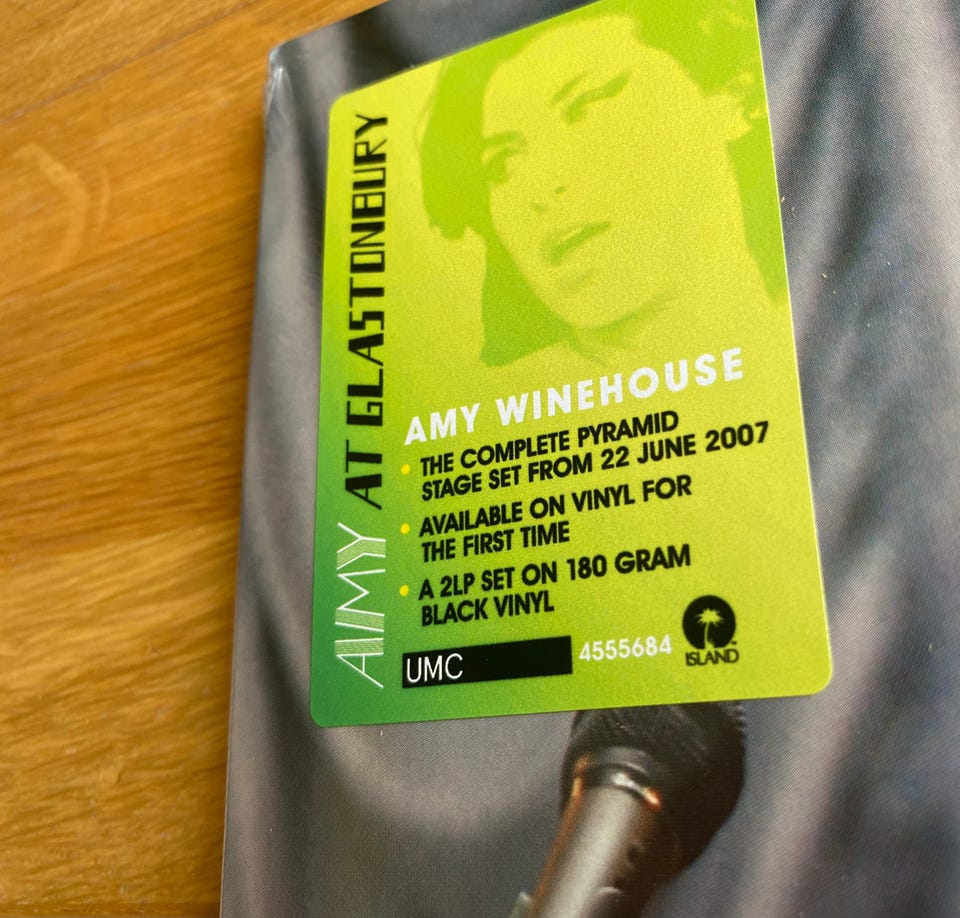 AMY AT GLASTONBURY
AMY WINEHOUSE
• THE COMPLETE PYRAMID
STAGE SET FROM 22 JUNE 2007
• AVAILABLE ON VINYL FOR
THE FIRST TIME
• A 2LP SET ON 180 GRAM
BLACK VINYL
UMC 4555684
ISLAND™